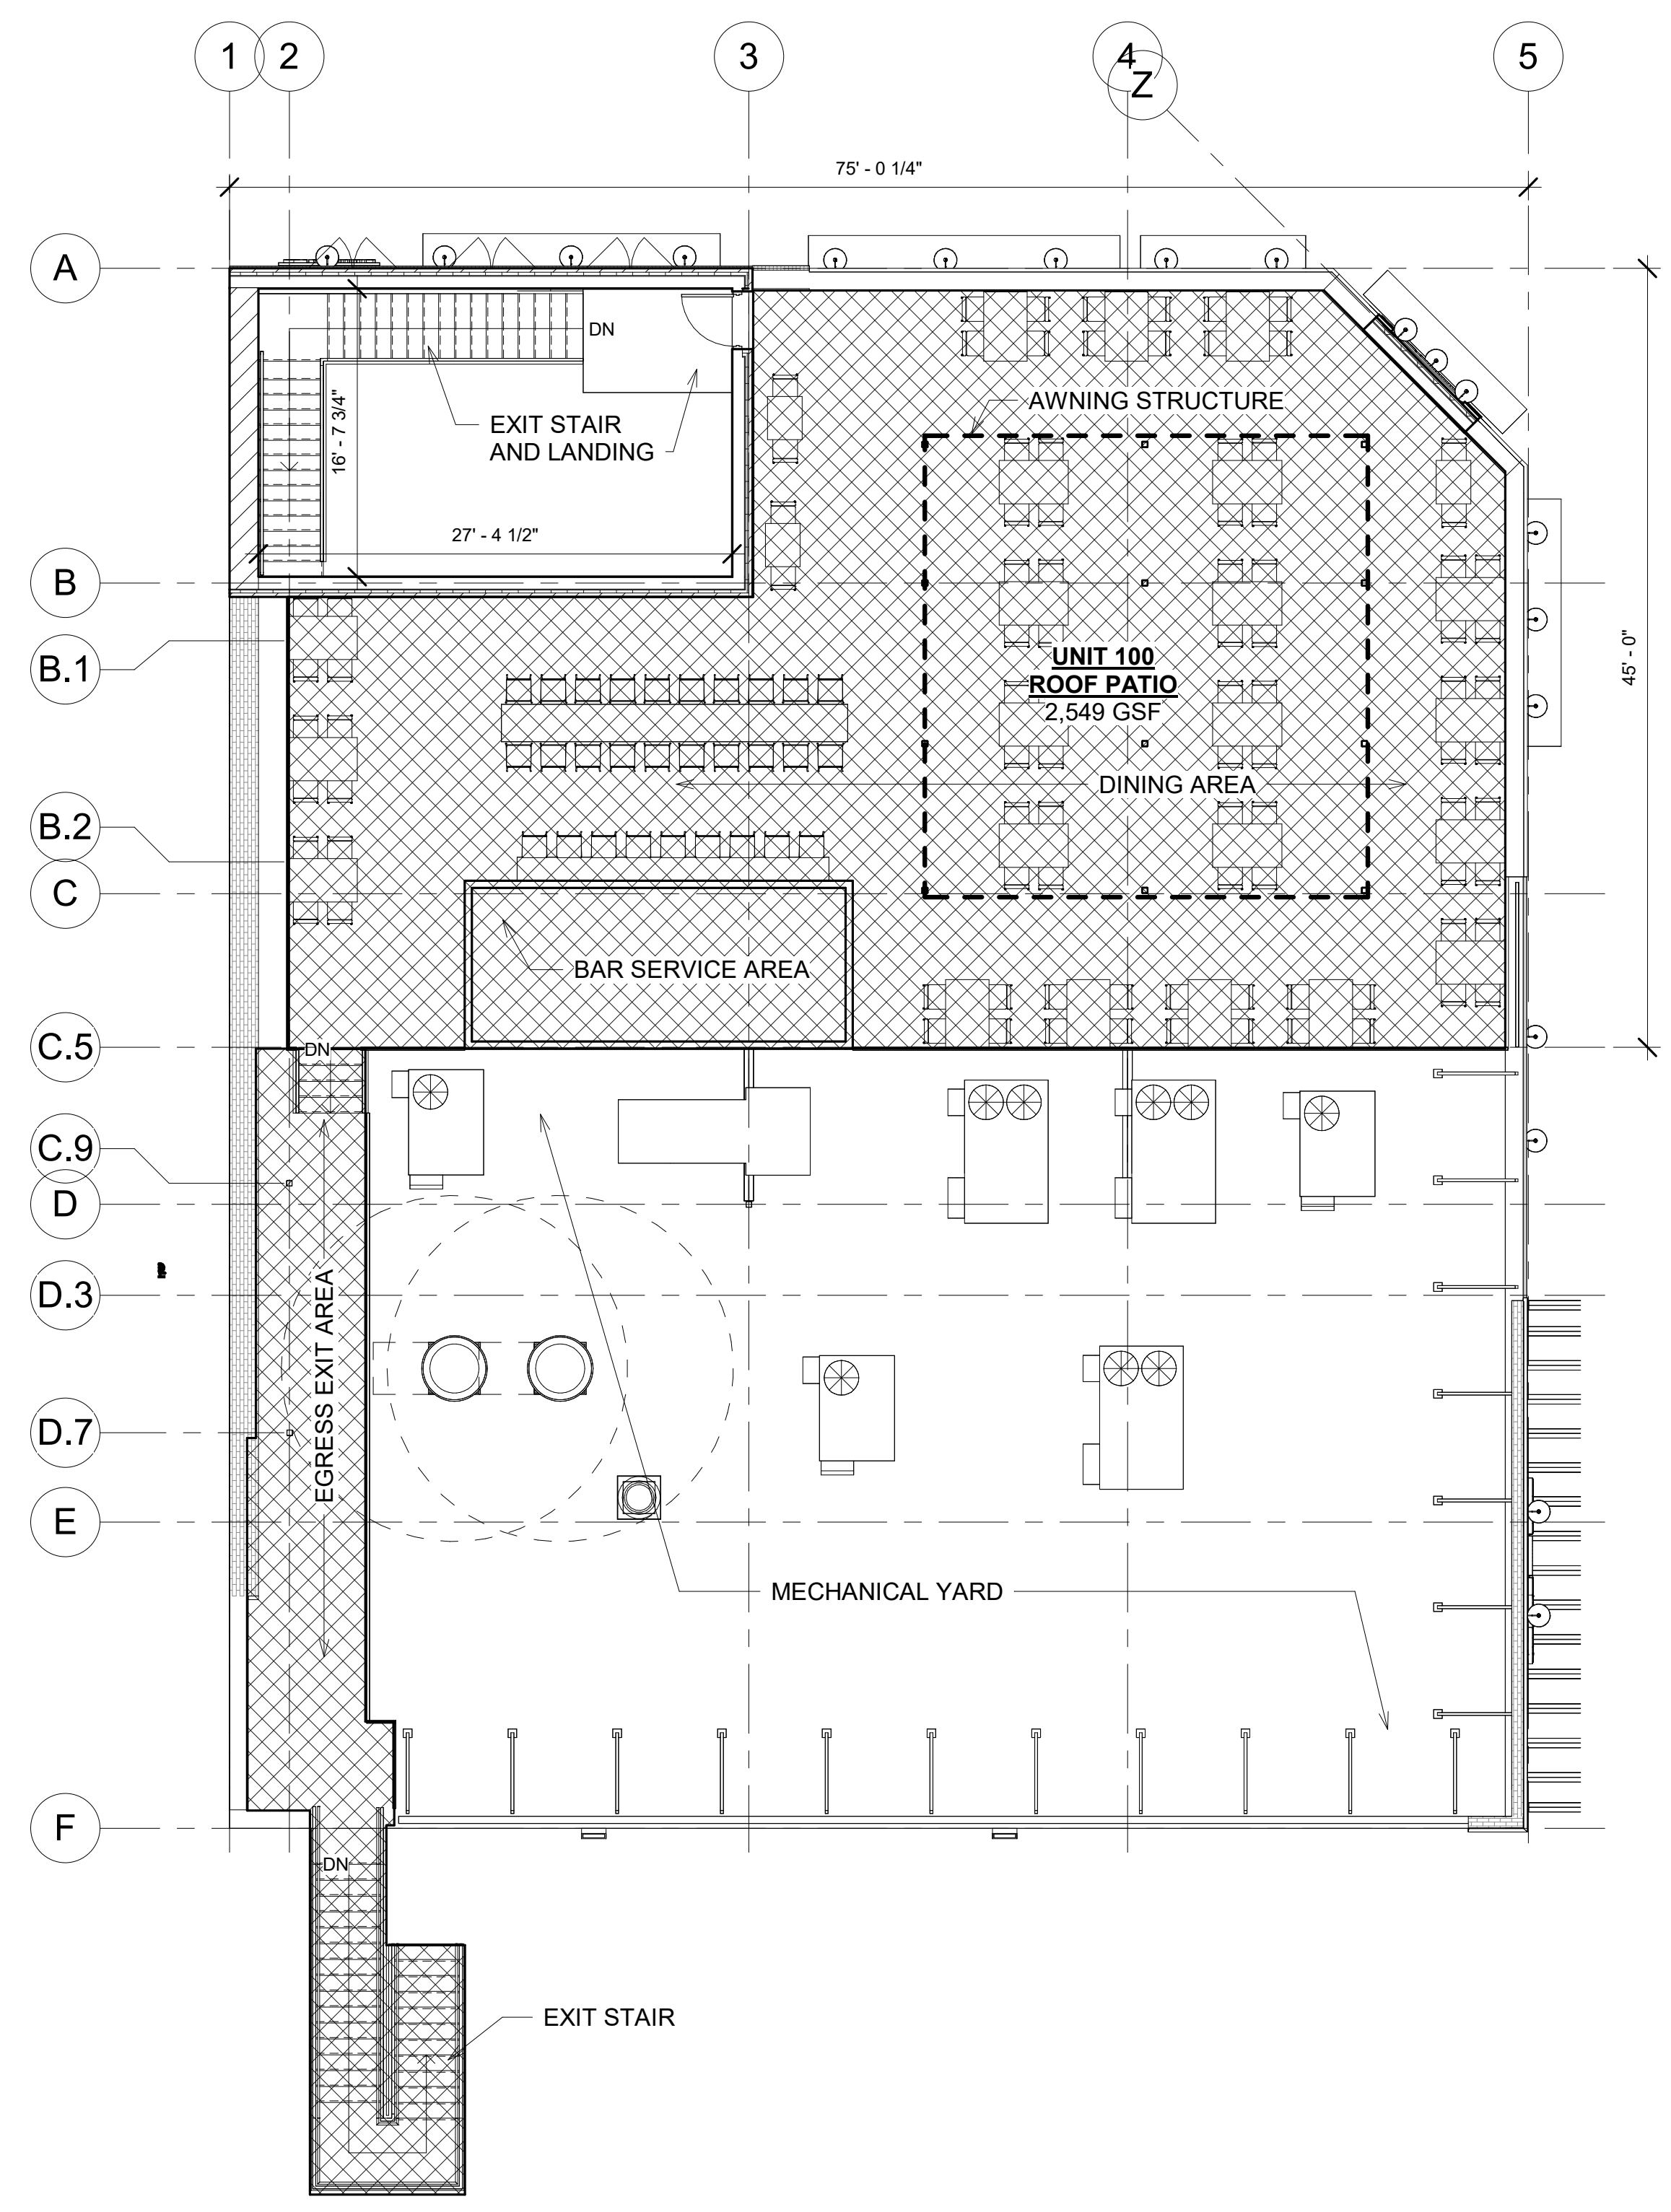 1
2
3
4
Z
5
75' - 0 1/4"
A
DN
AWNING STRUCTURE
EXIT STAIR
AND LANDING
16' - 7 3/4"
27' - 4 1/2"
B
B.1
UNIT 100
ROOF PATIO
2,549 GSF
45' - 0"
DINING AREA
B.2
C
BAR SERVICE AREA
C.5
DN
C.9
D
D.3
EGRESS EXIT AREA
D.7
E
MECHANICAL YARD
F
DN
EXIT STAIR